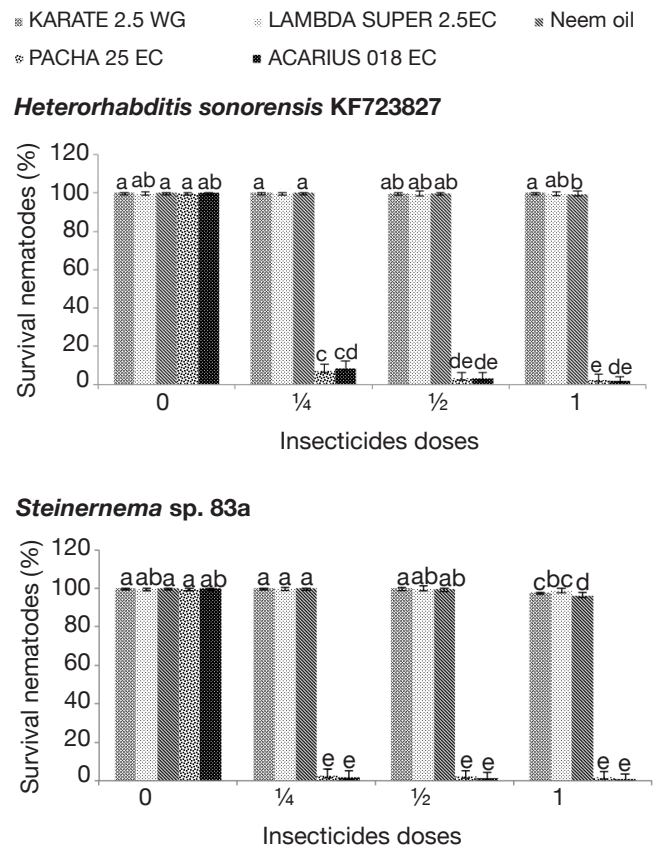 KARATE 2.5 WG LAMBDA SUPER 2.5EC Neem oil
PACHA 25 EC ACARIUS 018 EC
Heterorhabditis sonorensis KF723827
Survival nematodes (%)
120
100
80
60
40
20
0
a ab a a ab a a ab ab ab a ab b
c cd de de e de
0 ¼ ½ 1
Insecticides doses
Steinernema sp. 83a
Survival nematodes (%)
120
100
80
60
40
20
0
a ab a a ab a a a a ab ab c bc d
e e e e e e
0 ¼ ½ 1
Insecticides doses